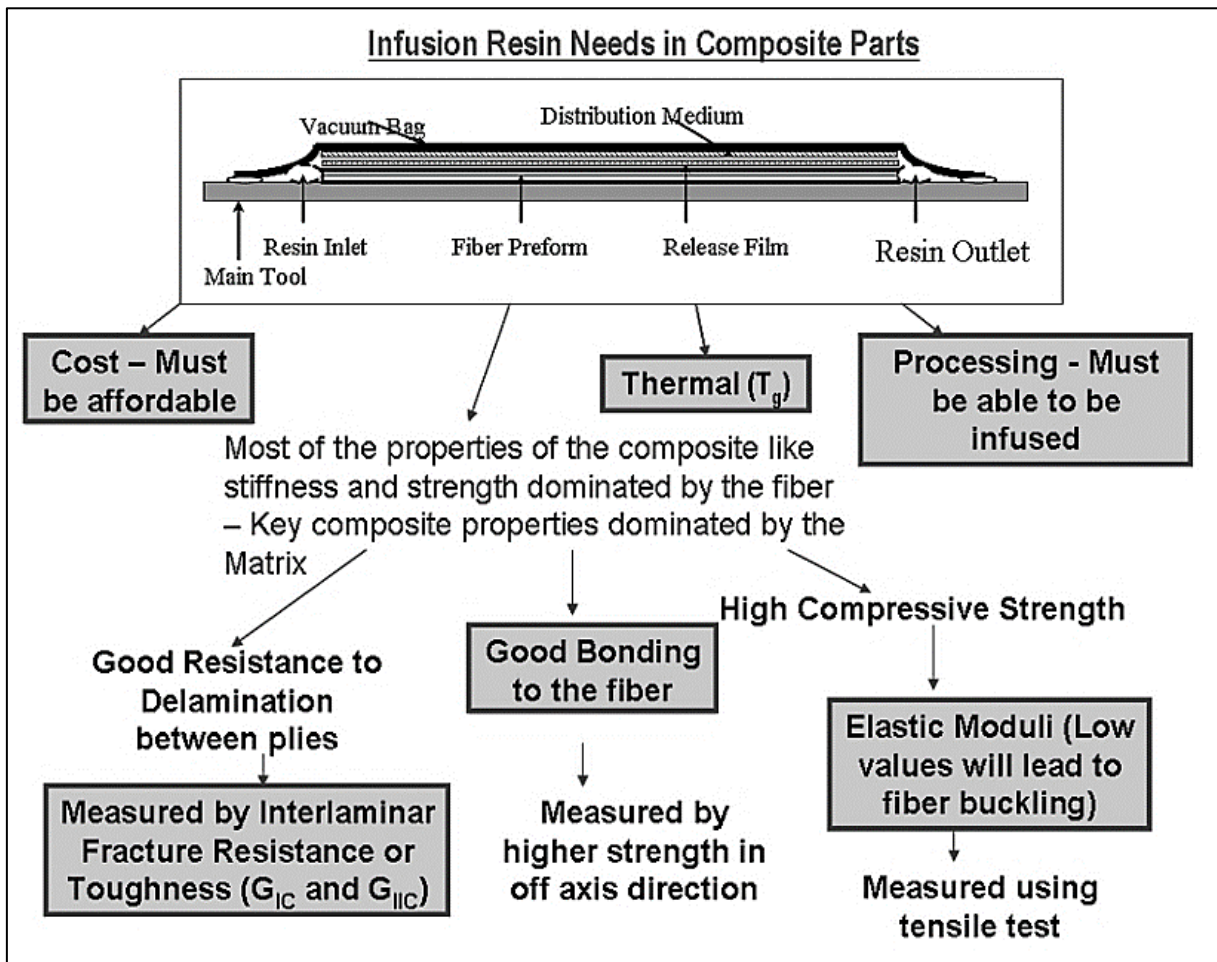 Infusion Resin Needs in Composite Parts
Vacuum Bag
Distribution Medium
Resin Inlet
Fiber Preform
Release Film
Resin Outlet
Main Tool
Cost – Must
be affordable
Thermal (Tg)
Processing - Must
be able to be
infused
Most of the properties of the composite like
stiffness and strength dominated by the fiber
– Key composite properties dominated by the
Matrix
Good Resistance to
Delamination
between plies
Measured by Interlaminar
Fracture Resistance or
Toughness (GIC and GIIC)
Good Bonding
to the fiber
Measured by
higher strength in
off axis direction
High Compressive Strength
Elastic Moduli (Low
values will lead to
fiber buckling)
Measured using
tensile test